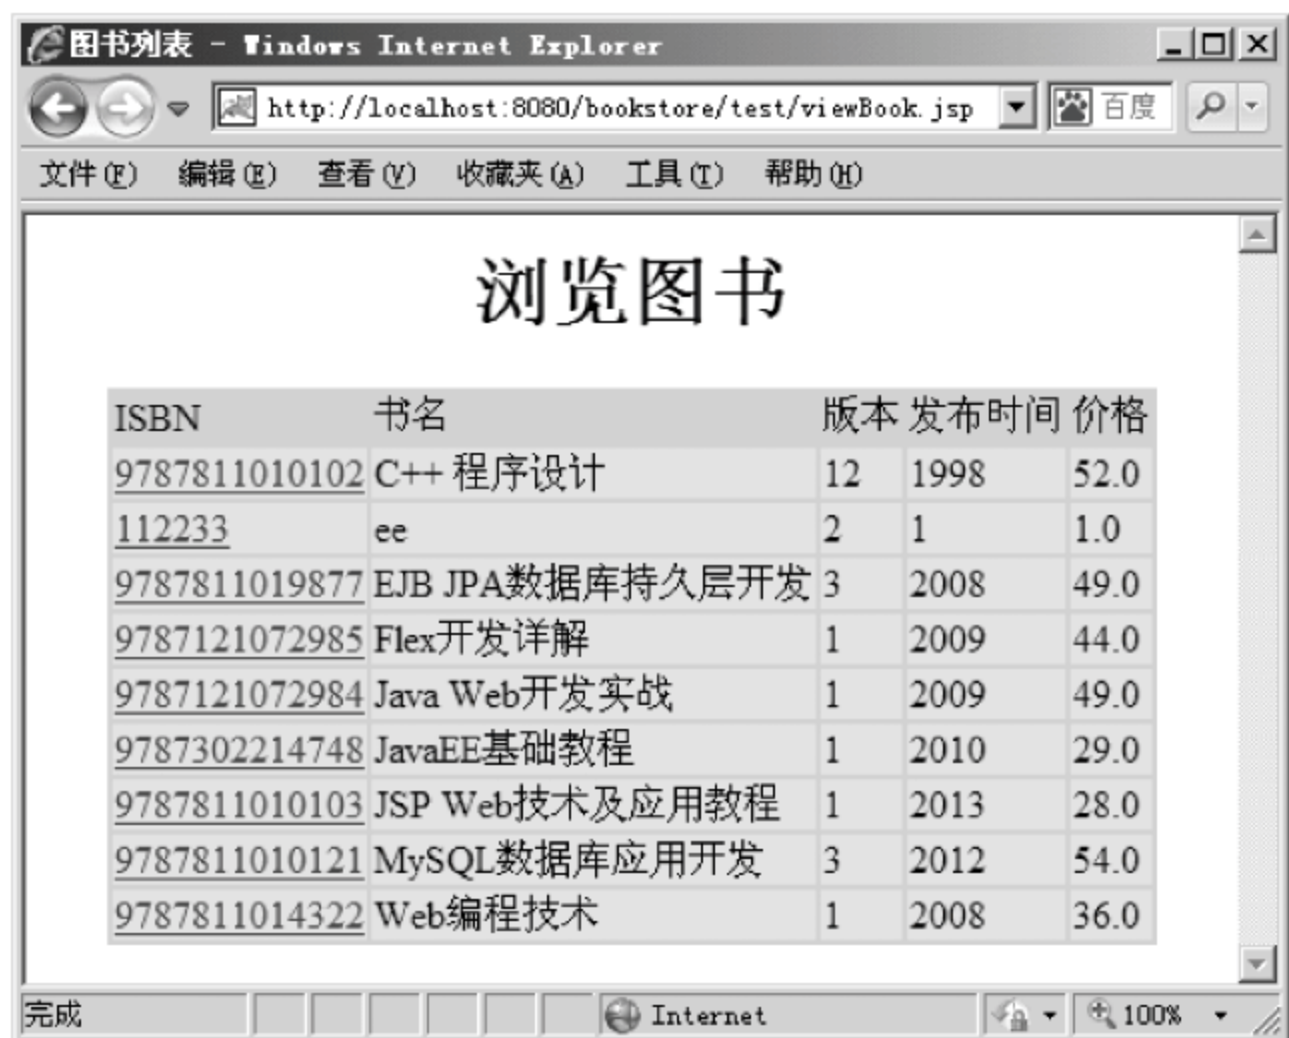 图书列表 - Windows Internet Explorer
http://localhost:8080/bookstore/test/viewBook.jsp 百度
文件(F) 编辑(E) 查看(V) 收藏夹(A) 工具(T) 帮助(H)
浏览图书
ISBN 书名 版本 发布时间 价格
9787811010102 C++ 程序设计 12 1998 52.0
112233 ee 2 1 1.0
9787811019877 EJB JPA数据库持久层开发 3 2008 49.0
9787121072985 Flex开发详解 1 2009 44.0
9787121072984 Java Web开发实战 1 2009 49.0
9787302214748 JavaEE基础教程 1 2010 29.0
9787811010103 JSP Web技术及应用教程 1 2013 28.0
9787811010121 MySQL数据库应用开发 3 2012 54.0
9787811014322 Web编程技术 1 2008 36.0
完成 Internet 100%